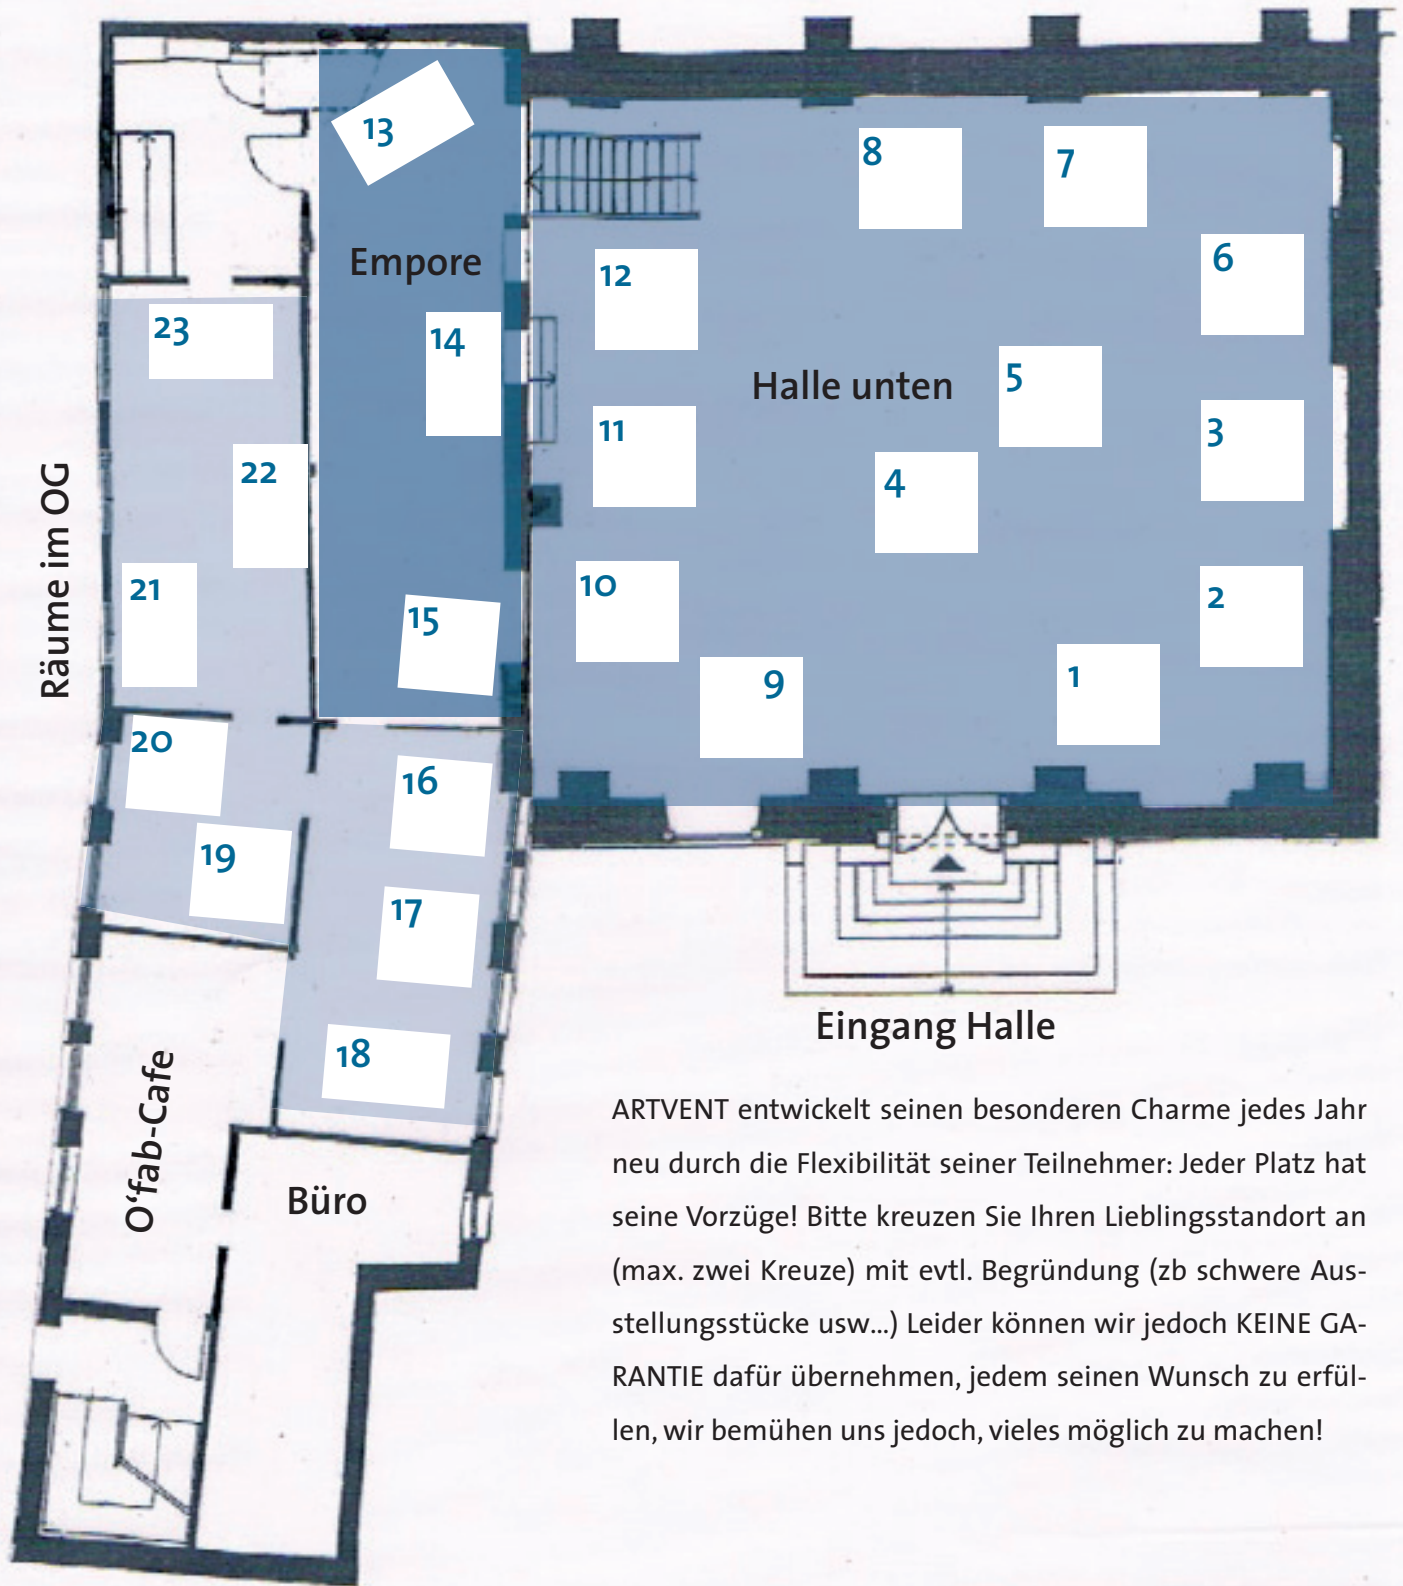 13
8
7
Empore
6
12
23
14
Halle unten
5
11
3
22
4
Räume im OG
21
10
2
15
9
1
20
16
19
17
Eingang Halle
18
O‘fab-Cafe
Büro
ARTVENT entwickelt seinen besonderen Charme jedes Jahr
neu durch die Flexibilität seiner Teilnehmer: Jeder Platz hat
seine Vorzüge! Bitte kreuzen Sie Ihren Lieblingsstandort an
(max. zwei Kreuze) mit evtl. Begründung (zb schwere Aus-
stellungsstücke usw...) Leider können wir jedoch KEINE GA-
RANTIE dafür übernehmen, jedem seinen Wunsch zu erfül-
len, wir bemühen uns jedoch, vieles möglich zu machen!